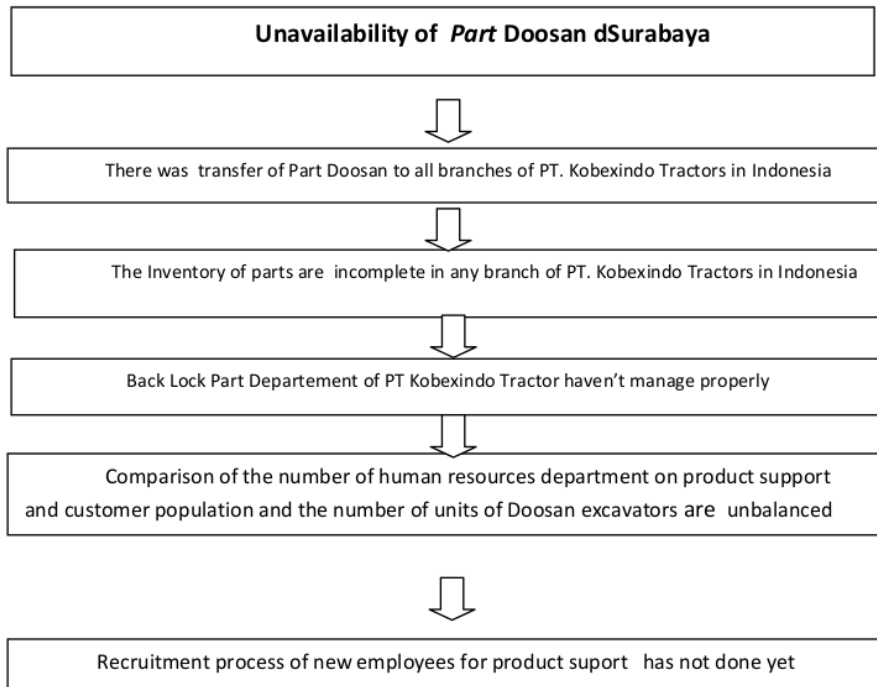 Unavailability of Part Doosan dSurabaya
There was transfer of Part Doosan to all branches of PT. Kobexindo Tractors in Indonesia
The Inventory of parts are incomplete in any branch of PT. Kobexindo Tractors in Indonesia
Back Lock Part Departement of PT Kobexindo Tractor haven't manage properly
Comparison of the number of human resources department on product support
and customer population and the number of units of Doosan excavators are unbalanced
Recruitment process of new employees for product suport has not done yet